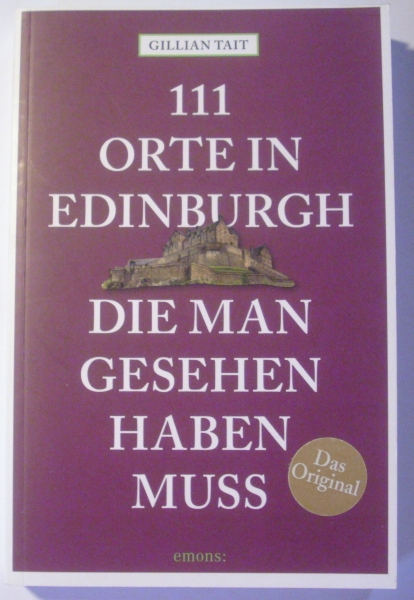 GILLIAN TAIT
111
ORTE IN
EDINBURGH
DIE MAN
GESEHEN
HABEN
MUSS
Das
Original
emons: